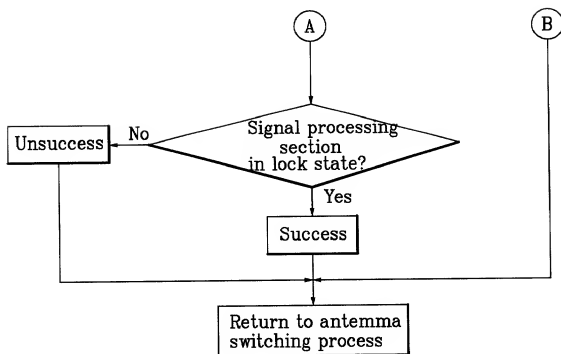 A
B
Signal processing
section
in lock state?
No
Unsuccess
Yes
Success
Return to antemma
switching process